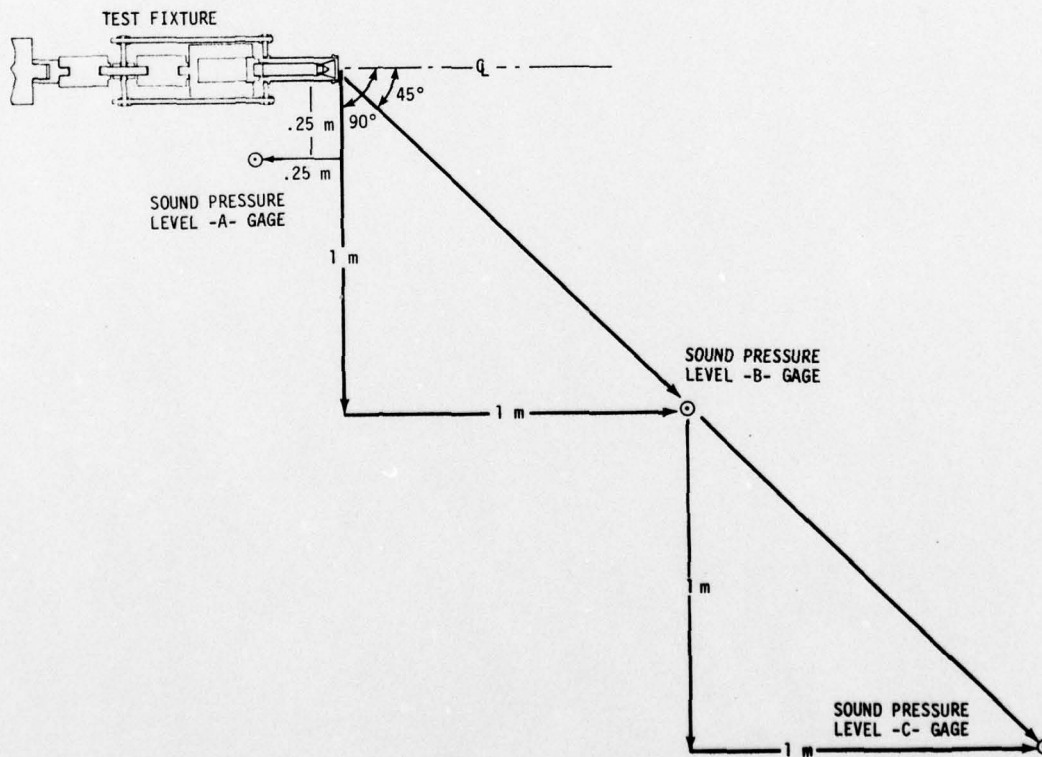 TEST FIXTURE
℄
45°
90°
.25 m
.25 m
SOUND PRESSURE
LEVEL -A- GAGE
1 m
SOUND PRESSURE
LEVEL -B- GAGE
1 m
1 m
SOUND PRESSURE
LEVEL -C- GAGE
1 m